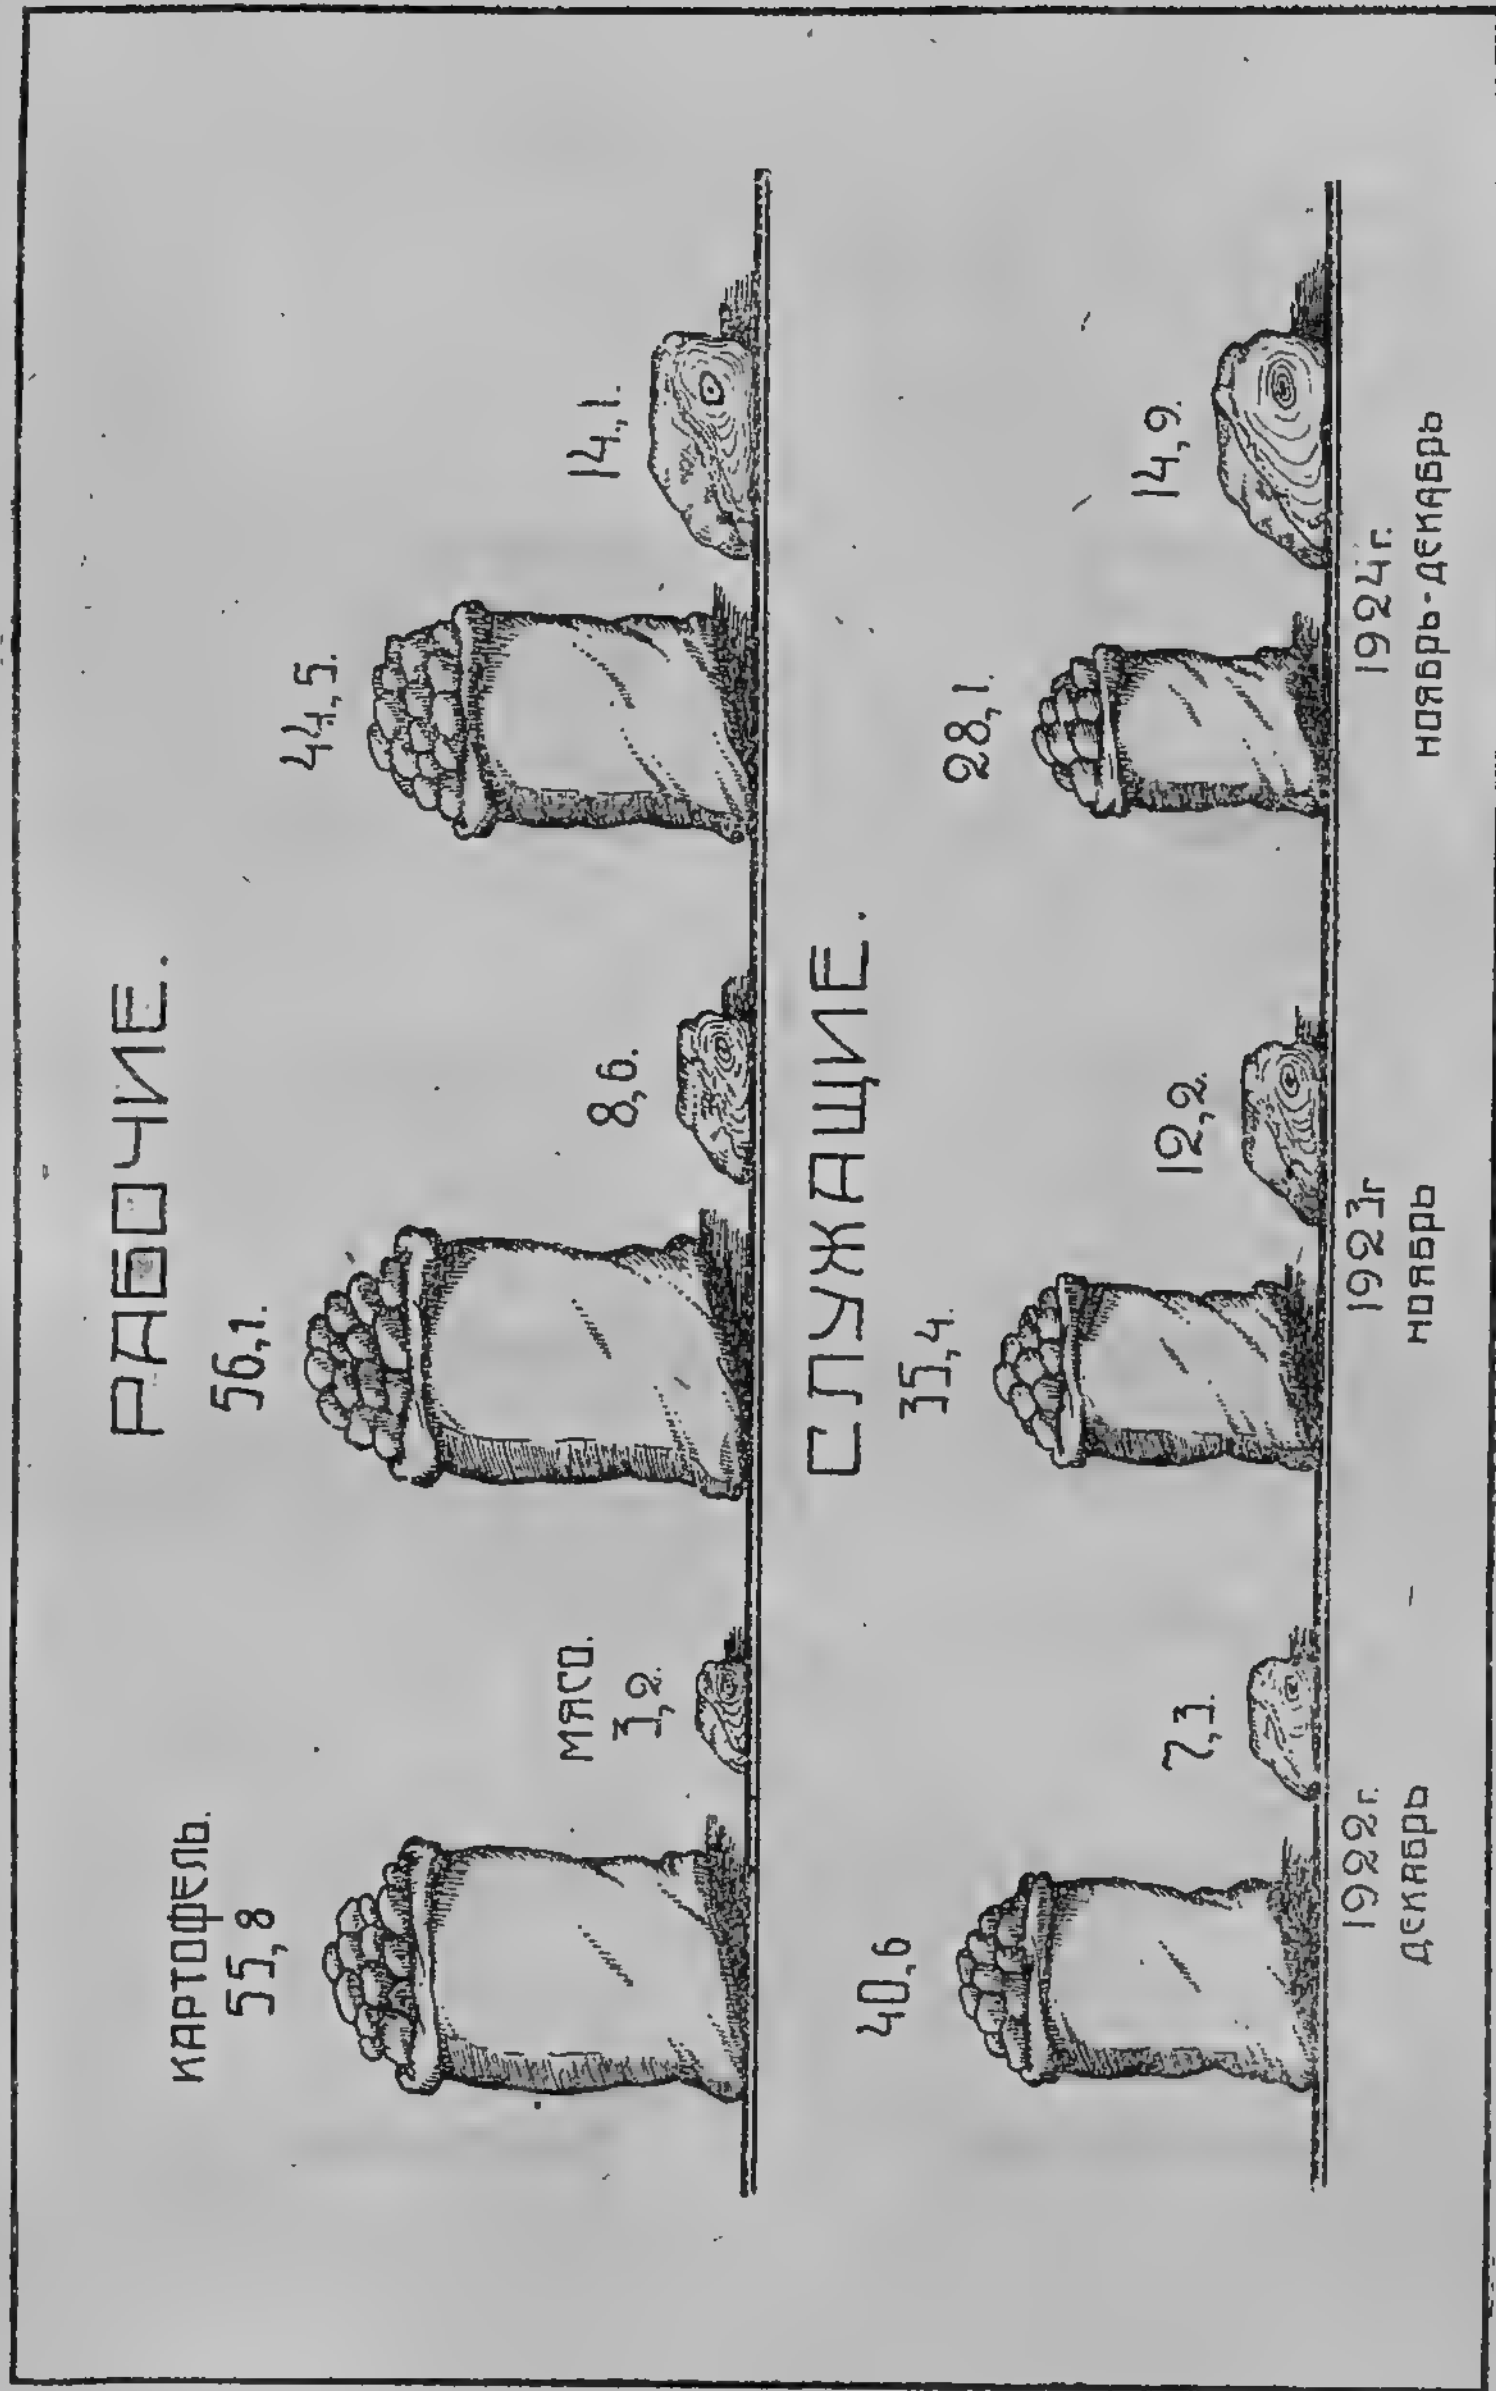 РАБОЧИЕ.
КАРТОФЕЛЬ.
55,8
МЯСО.
3,2.
56,1.
8,6.
44,5.
14,1.
СЛУЖАЩИЕ.
40,6
7,3.
35,4.
12,2.
28,1.
14,9.
1922г.
ДЕКАБРЬ
1923г
НОЯБРЬ
1924г.
НОЯБРЬ-ДЕКАБРЬ